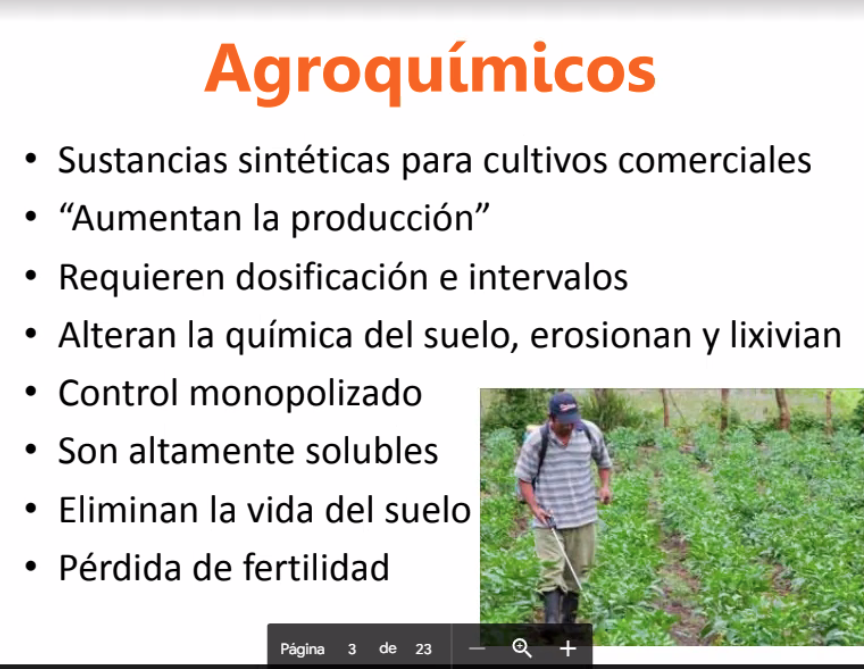 Agroquímicos
• Sustancias sintéticas para cultivos comerciales
• “Aumentan la producción”
• Requieren dosificación e intervalos
• Alteran la química del suelo, erosionan y lixivian
• Control monopolizado
• Son altamente solubles
• Eliminan la vida del suelo
• Pérdida de fertilidad
Página 3 de 23